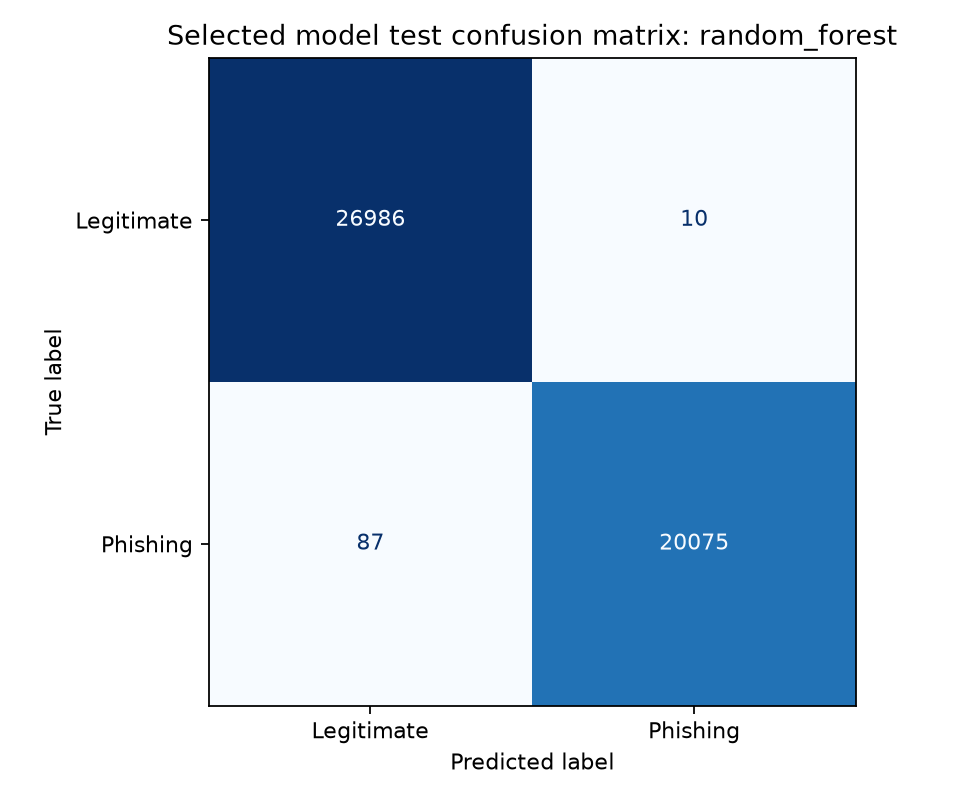 Selected model test confusion matrix: random_forest
Legitimate
26986
10
True label
Phishing
87
20075
Legitimate
Phishing
Predicted label